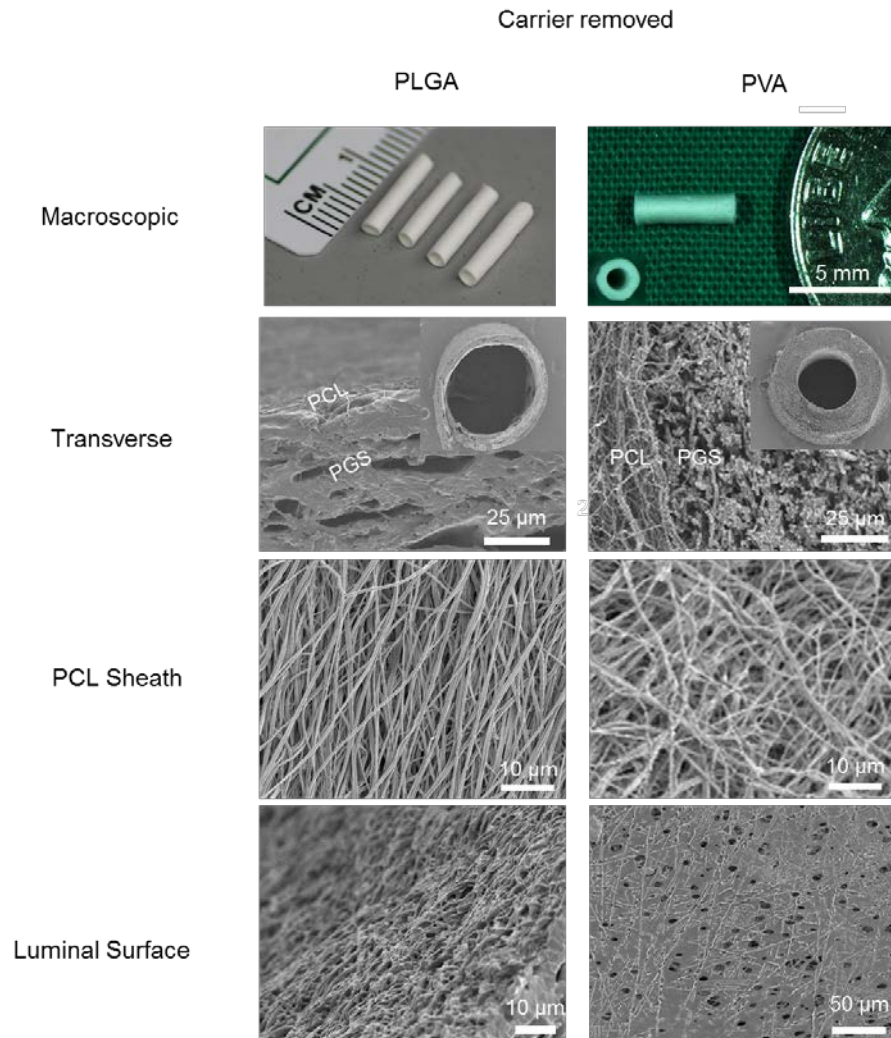 Carrier removed
PLGA
PVA
Macroscopic
CM
1
5 mm
Transverse
PCL
PGS
25 µm
PCL
PGS
25 µm
PCL Sheath
10 µm
10 µm
Luminal Surface
10 µm
50 µm